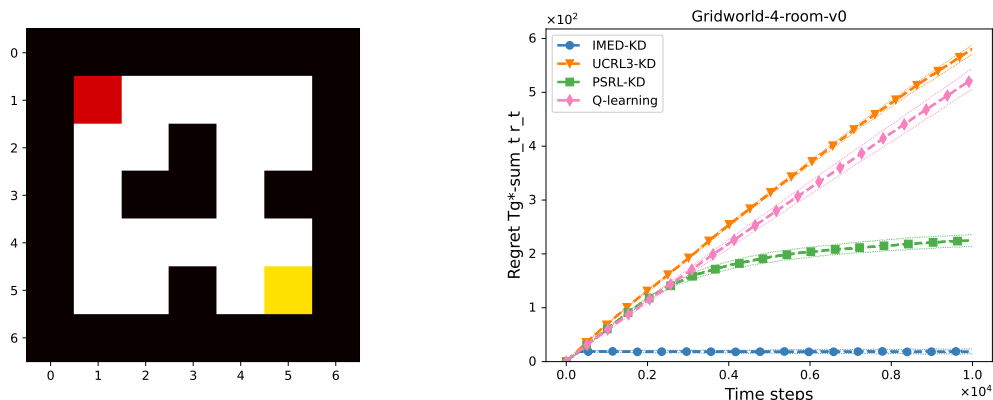 0
1
2
3
4
5
6
0 1 2 3 4 5 6
Gridworld-4-room-v0
×10²
6
5
4
3
2
1
0
Regret Tg*-sum_t r_t
IMED-KD
UCRL3-KD
PSRL-KD
Q-learning
0.0 0.2 0.4 0.6 0.8 1.0
×10⁴
Time steps